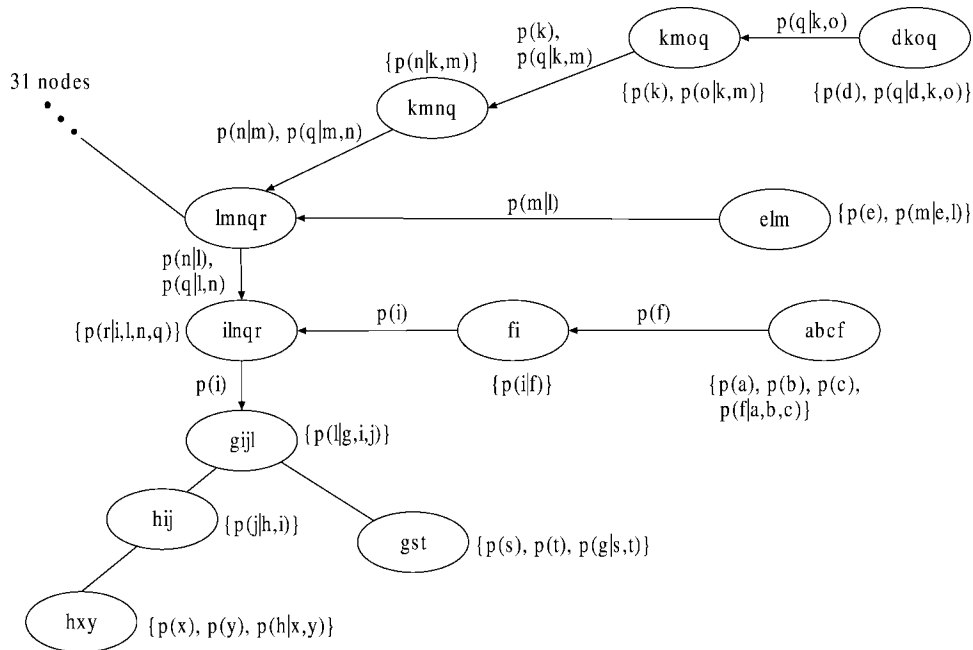 p(q|k,o)
p(k),
p(q|k,m)
kmoq
dkoq
{p(n|k,m)}
{p(k), p(o|k,m)}
{p(d), p(q|d,k,o)}
31 nodes
kmnq
p(n|m), p(q|m,n)
p(m|l)
lmnqr
elm
{p(e), p(m|e,l)}
p(n|l),
p(q|l,n)
p(i)
p(f)
{p(r|i,l,n,q)}
ilnqr
fi
abcf
p(i)
{p(i|f)}
{p(a), p(b), p(c),
p(f|a,b,c)}
gijl
{p(l|g,i,j)}
hij
{p(j|h,i)}
gst
{p(s), p(t), p(g|s,t)}
hxy
{p(x), p(y), p(h|x,y)}